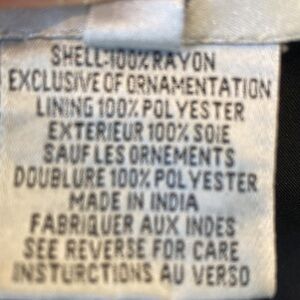 SHELL:100% RAYON
EXCLUSIVE OF ORNAMENTATION
LINING 100% POLYESTER
EXTERIEUR 100% SOIE
SAUF LES ORNEMENTS
DOUBLURE 100% POLYESTER
MADE IN INDIA
FABRIQUER AUX INDES
SEE REVERSE FOR CARE
INSTURCTIONS AU VERSO